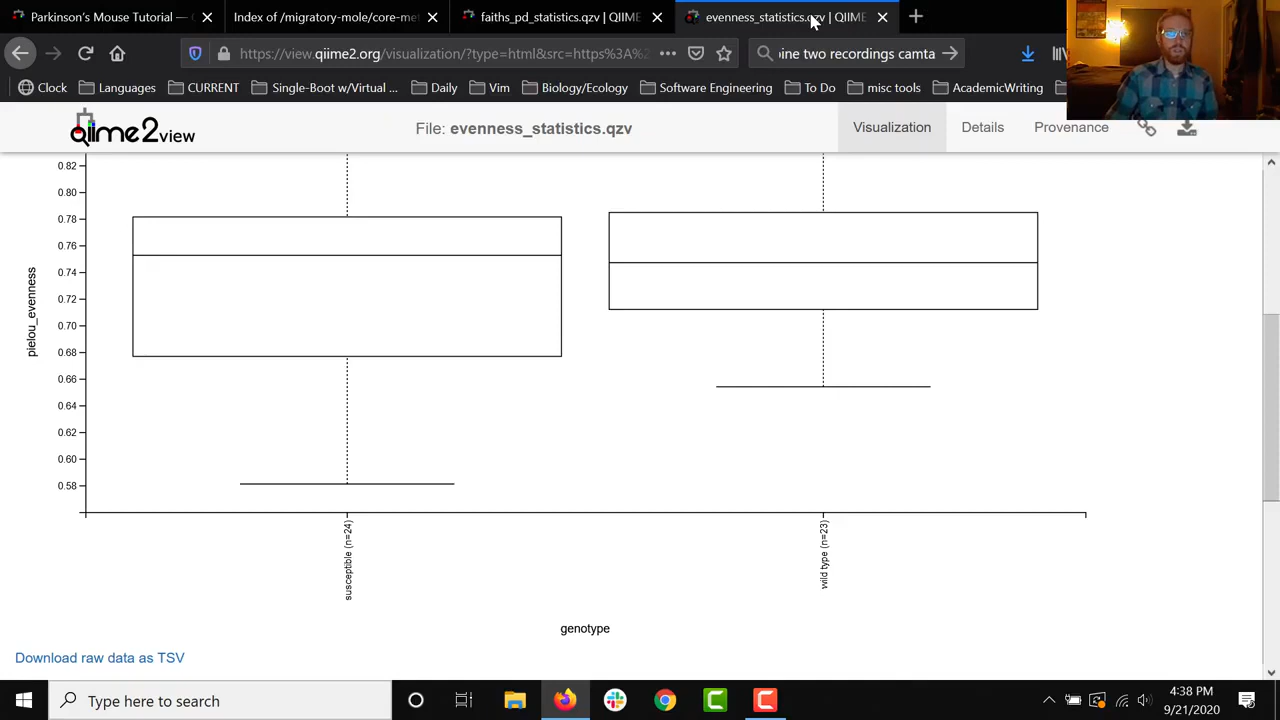 Parkinson's Mouse Tutorial —
Index of /migratory-mole/core-met
faiths_pd_statistics.qzv | QIIME
evenness_statistics.qzv | QIIME
https://view.qiime2.org/visualization/?type=html&src=https%3A%2
ine two recordings camta
Clock
Languages
CURRENT
Single-Boot w/Virtual ...
Daily
Vim
Biology/Ecology
Software Engineering
To Do
misc tools
AcademicWriting
qiime2view
File: evenness_statistics.qzv
Visualization
Details
Provenance
0.82
0.80
0.78
0.76
0.74
0.72
0.70
0.68
0.66
0.64
0.62
0.60
0.58
pielou_evenness
susceptible (n=24)
wild type (n=23)
genotype
Download raw data as TSV
Type here to search
4:38 PM
9/21/2020